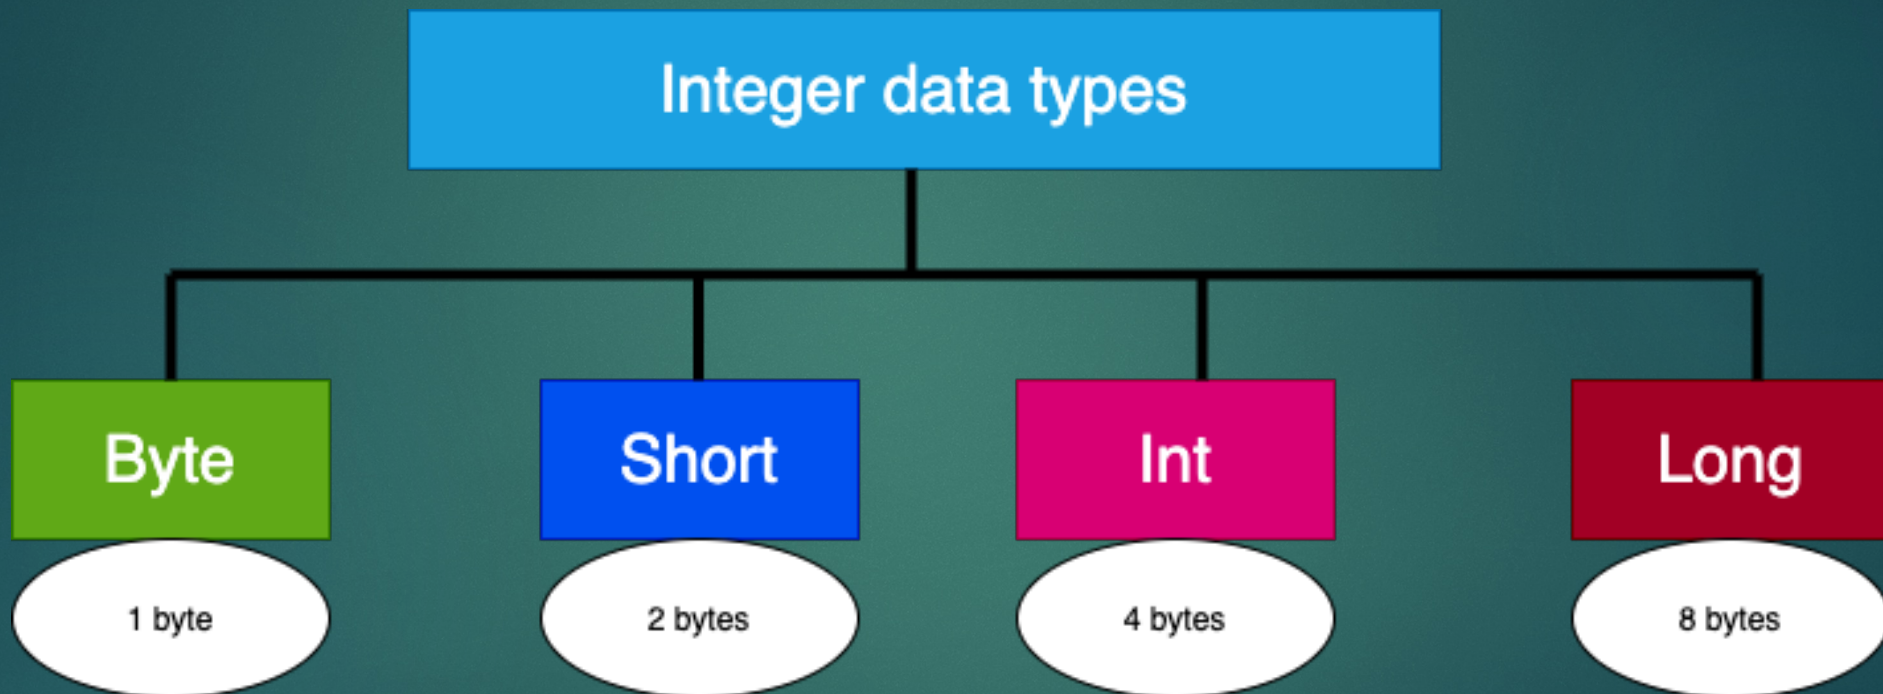 Integer data types
Byte
Short
Int
Long
1 byte
2 bytes
4 bytes
8 bytes